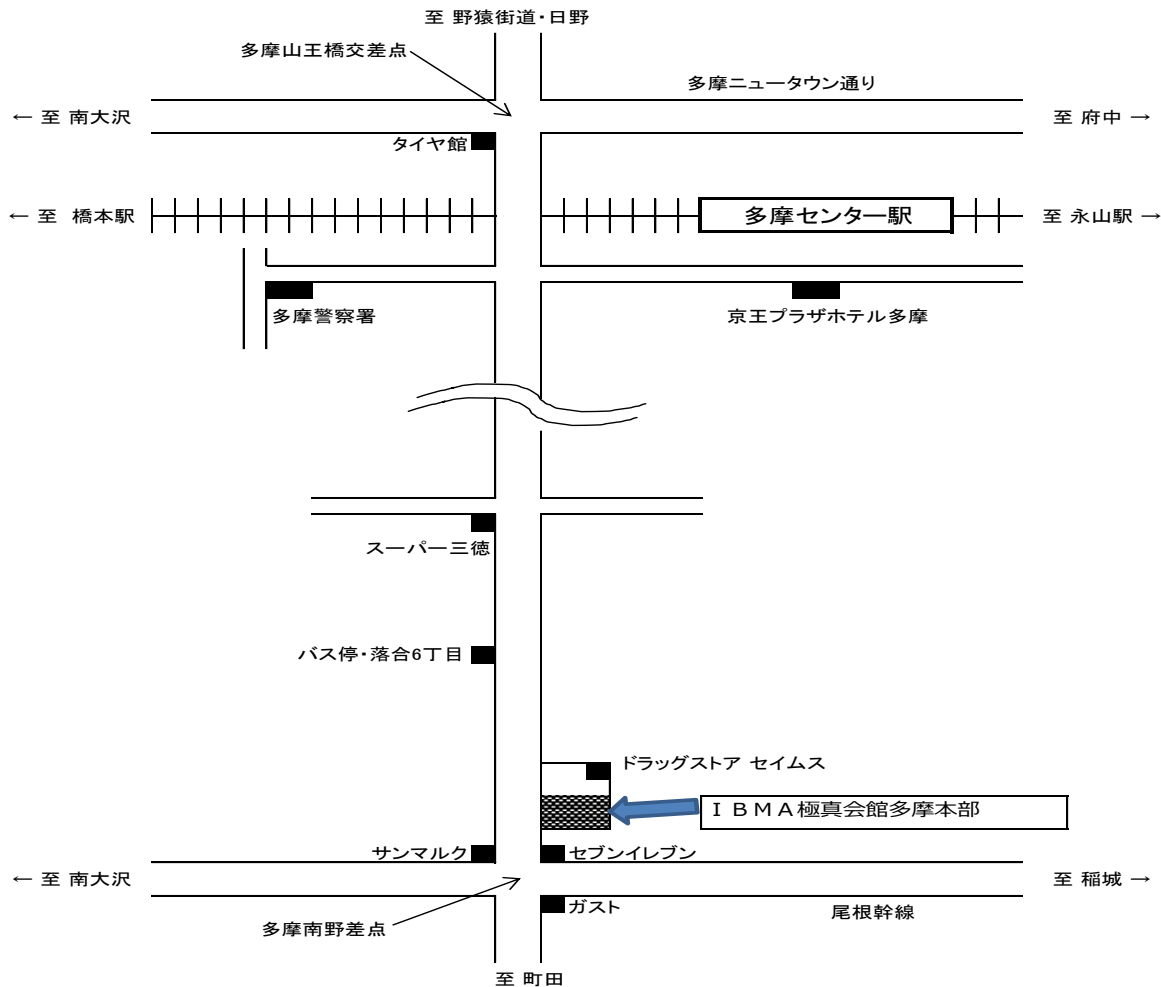 至 野猿街道・日野
多摩山王橋交差点
多摩ニュータウン通り
← 至 南大沢
至 府中 →
タイヤ館
← 至 橋本駅
多摩センター駅
至 永山駅 →
多摩警察署
京王プラザホテル多摩
スーパー三徳
バス停・落合6丁目
ドラッグストア セイムス
ＩＢＭＡ極真会館多摩本部
サンマルク
セブンイレブン
← 至 南大沢
至 稲城 →
ガスト
尾根幹線
多摩南野差点
至 町田